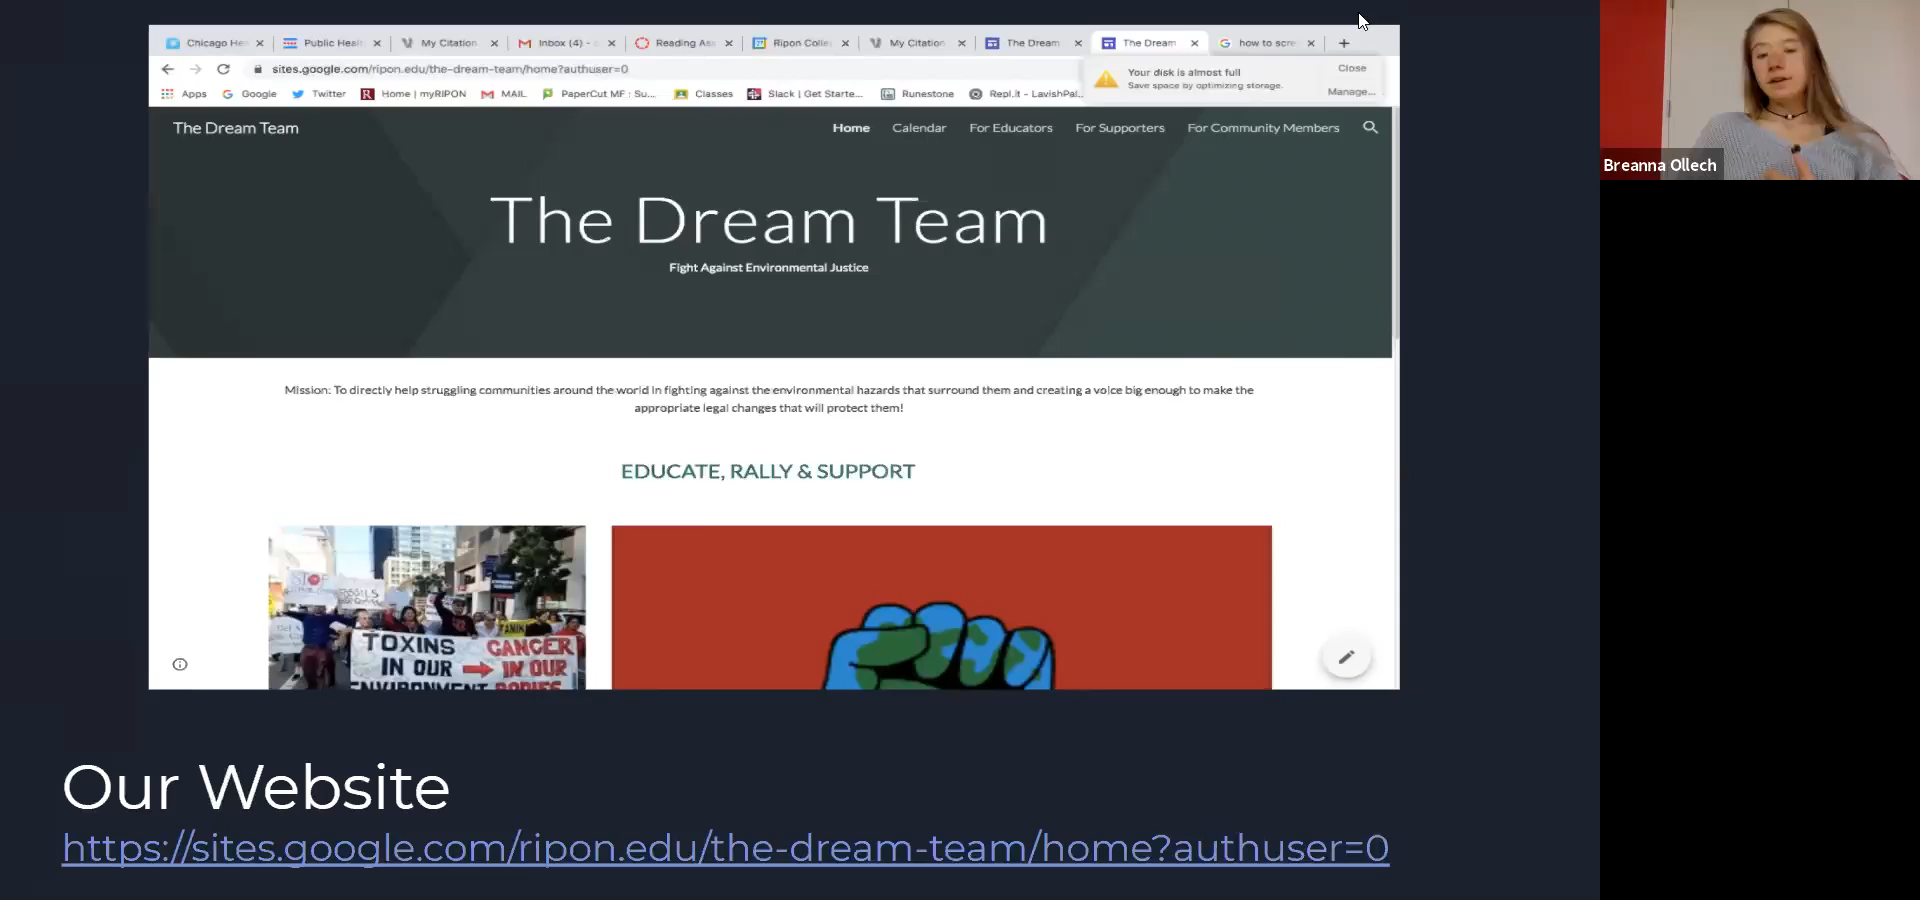 Chicago He
Public Heal
My Citation
Inbox (4) -
Reading Ass
Ripon Colle
My Citation
The Dream
The Dream
how to scre
sites.google.com/ripon.edu/the-dream-team/home?authuser=0
Your disk is almost full
Save space by optimizing storage.
Close
Manage...
Apps
Google
Twitter
Home | myRIPON
MAIL
PaperCut MF : Su...
Classes
Slack | Get Starte...
Runestone
Repl.it - LavishPal...
The Dream Team
Home
Calendar
For Educators
For Supporters
For Community Members
The Dream Team
Fight Against Environmental Justice
Mission: To directly help struggling communities around the world in fighting against the environmental hazards that surround them and creating a voice big enough to make the
appropriate legal changes that will protect them!
EDUCATE, RALLY & SUPPORT
STOP
TOXINS CANCER
IN OUR IN OUR
ENVIRONMENT BODIES
Our Website
https://sites.google.com/ripon.edu/the-dream-team/home?authuser=0
Breanna Ollech